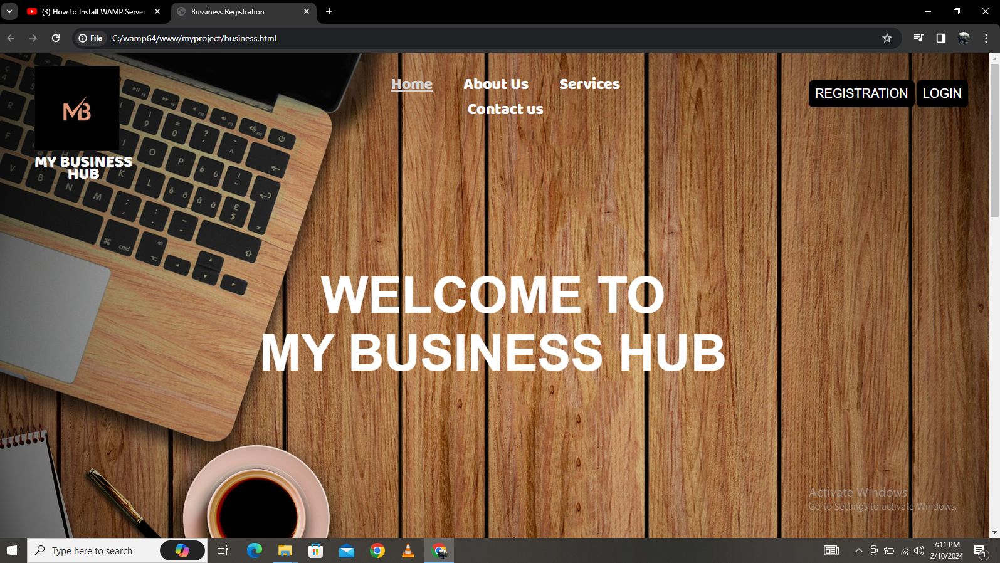 (3) How to Install WAMP Server
Bussiness Registration
File
C:/wamp64/www/myproject/business.html
MB
MY BUSINESS
HUB
Home
About Us
Services
Contact us
REGISTRATION
LOGIN
WELCOME TO
MY BUSINESS HUB
Activate Windows
Go to Settings to activate Windows.
Type here to search
7:11 PM
2/10/2024
1